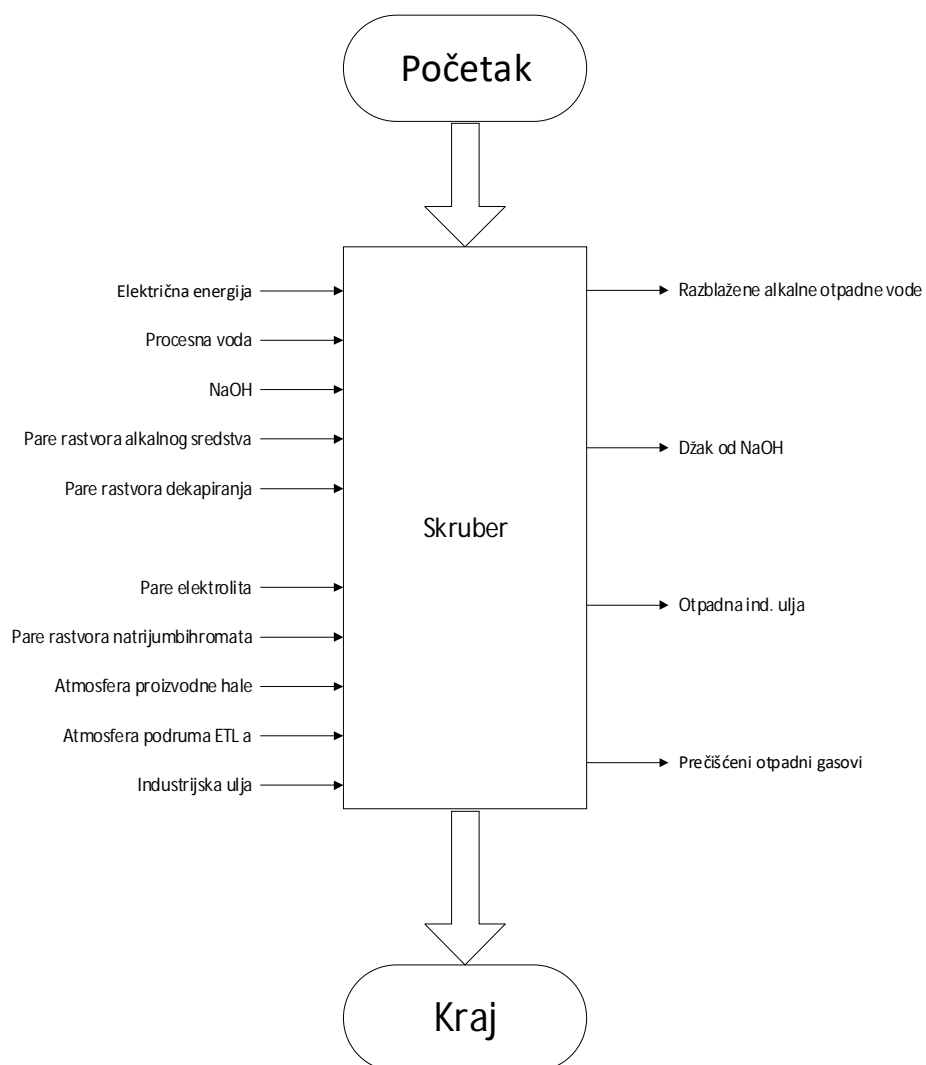 Početak
Električna energija
Procesna voda
NaOH
Pare rastvora alkalnog sredstva
Pare rastvora dekapiranja
Pare elektrolita
Pare rastvora natrijumbihromata
Atmosfera proizvodne hale
Atmosfera podruma ETL a
Industrijska ulja
Skruber
Razblažene alkalne otpadne vode
Džak od NaOH
Otpadna ind. ulja
Prečišćeni otpadni gasovi
Kraj